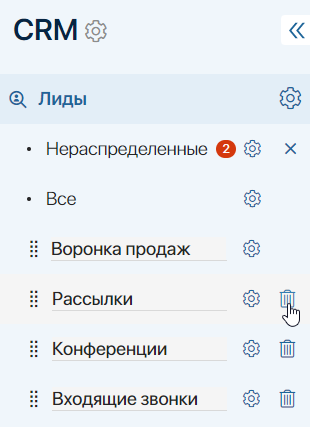 CRM
Лиды
Нераспределенные 2
Все
Воронка продаж
Рассылки
Конференции
Входящие звонки